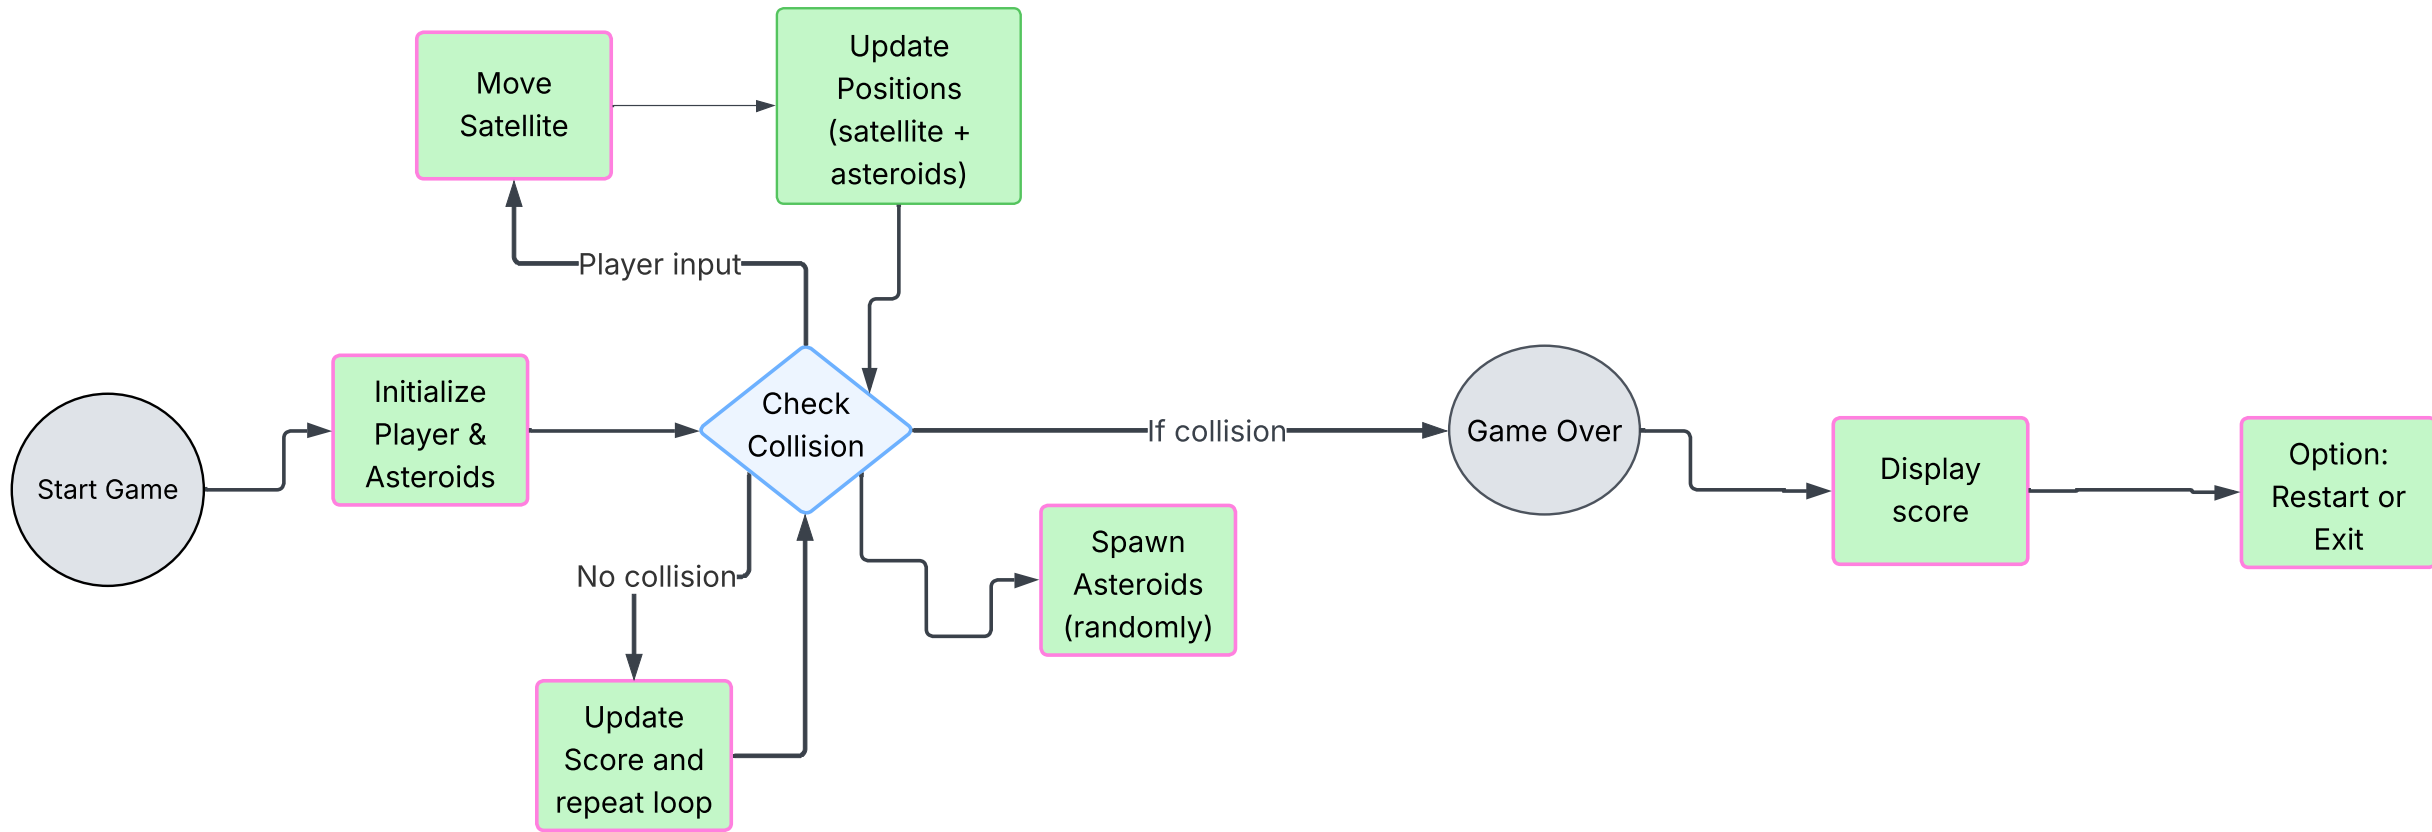 Move
Satellite
Update
Positions
(satellite +
asteroids)
Player input
Start Game
Initialize
Player &
Asteroids
Check
Collision
If collision
Game Over
Display
score
Option:
Restart or
Exit
No collision
Spawn
Asteroids
(randomly)
Update
Score and
repeat loop